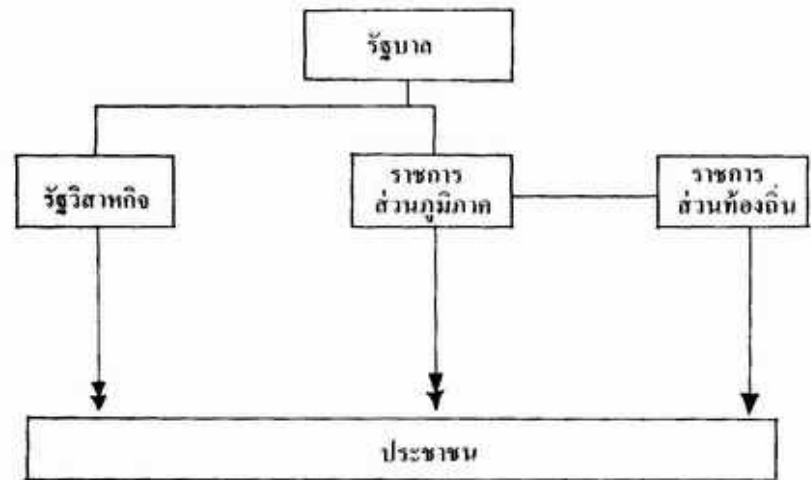 รัฐบาล
รัฐวิสาหกิจ
ราชการ
ส่วนภูมิภาค
ราชการ
ส่วนท้องถิ่น
ประชาชน